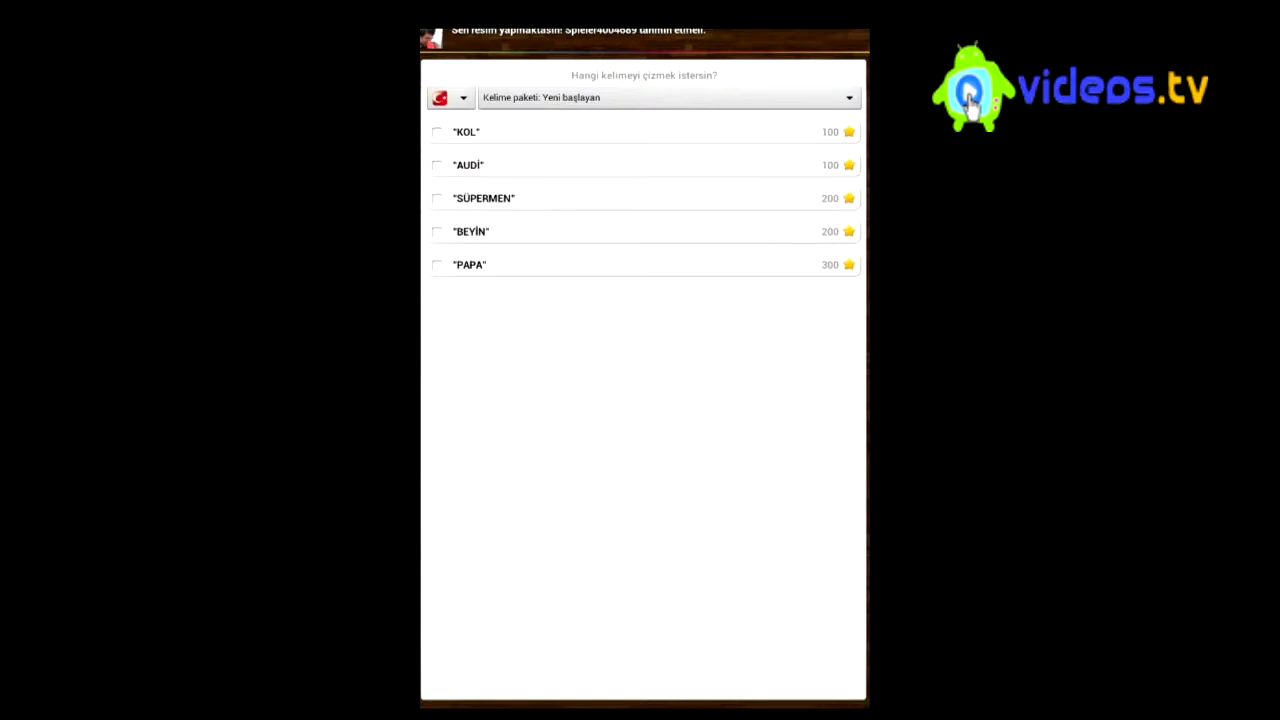 Sen resim yapmaktasın! Spieler4004689 tahmin etmeli.
Hangi kelimeyi çizmek istersin?
Kelime paketi: Yeni başlayan
"KOL" 100
"AUDİ" 100
"SÜPERMEN" 200
"BEYİN" 200
"PAPA" 300
videos.tv